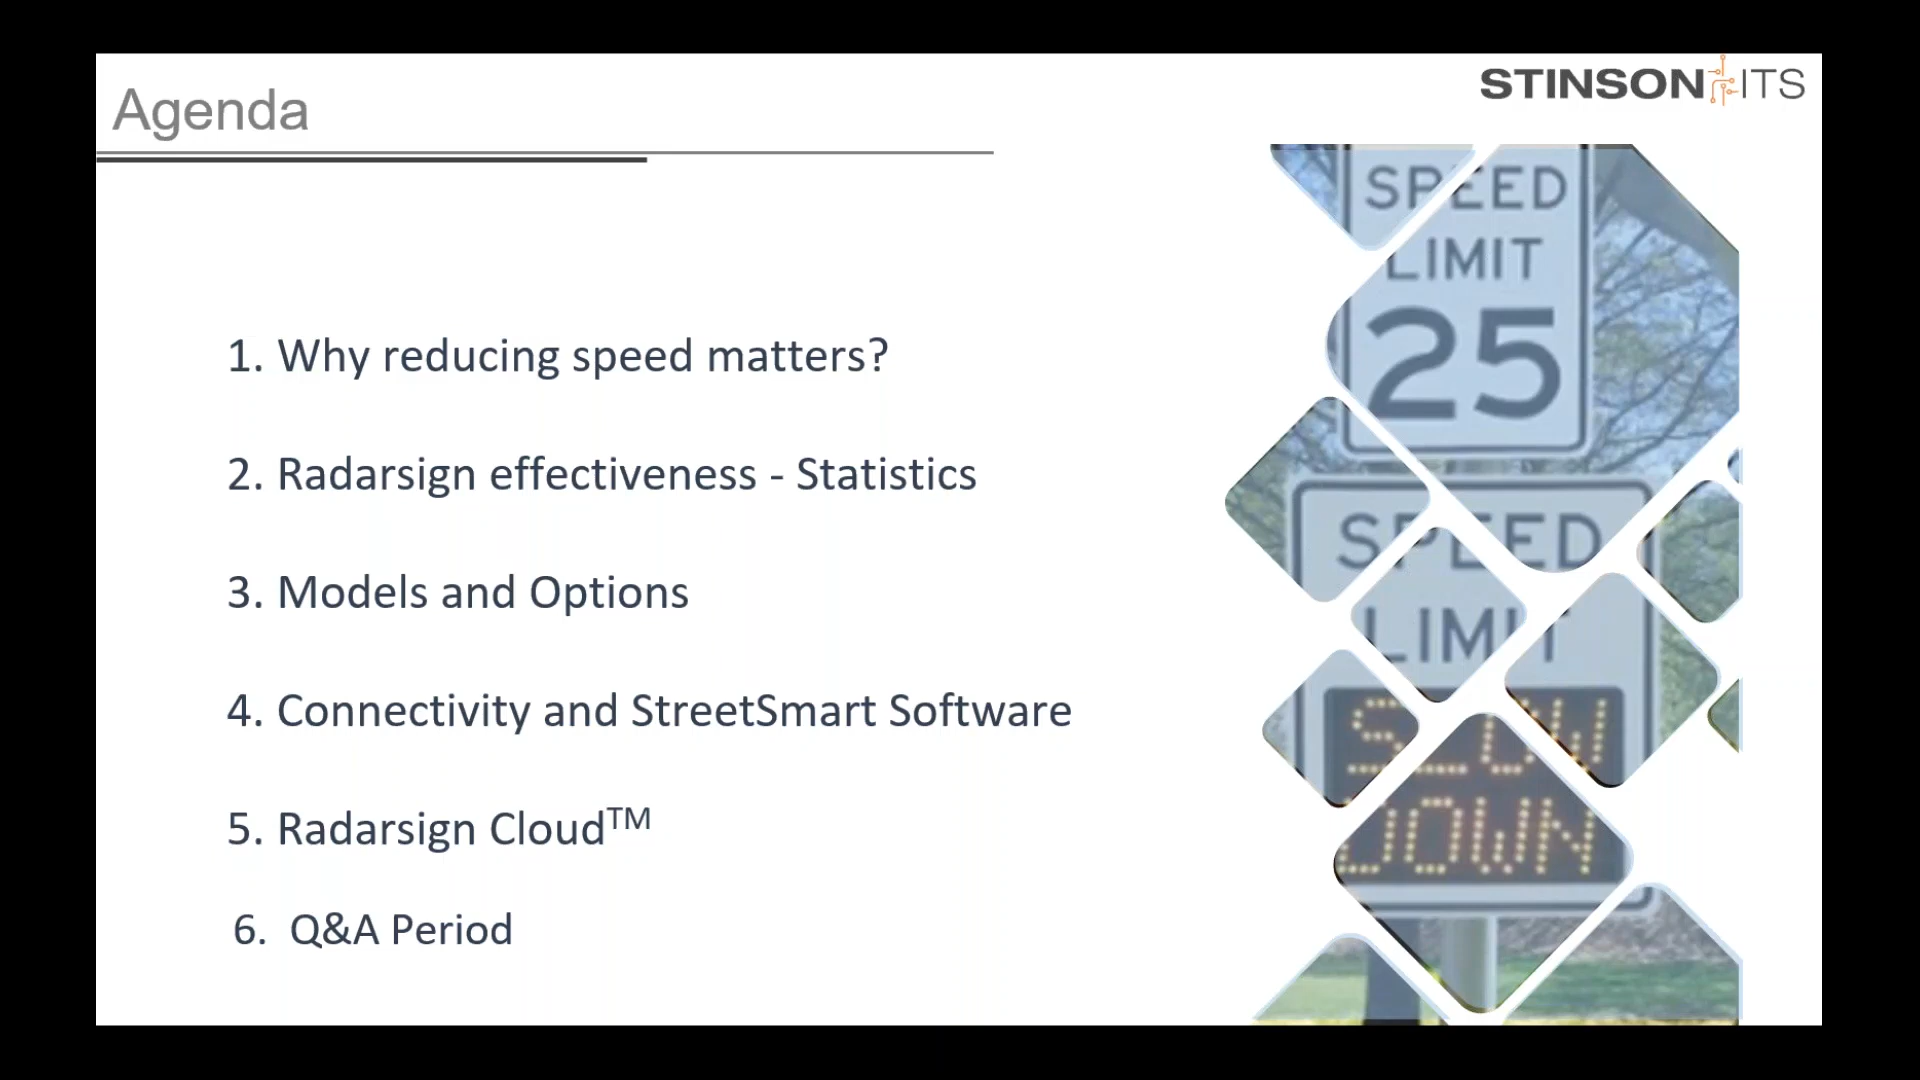 Agenda
STINSON ITS
1. Why reducing speed matters?
2. Radarsign effectiveness - Statistics
3. Models and Options
4. Connectivity and StreetSmart Software
5. Radarsign Cloud™
6. Q&A Period
SPEED
LIMIT
25
SPEED
LIMIT
SLOW
DOWN